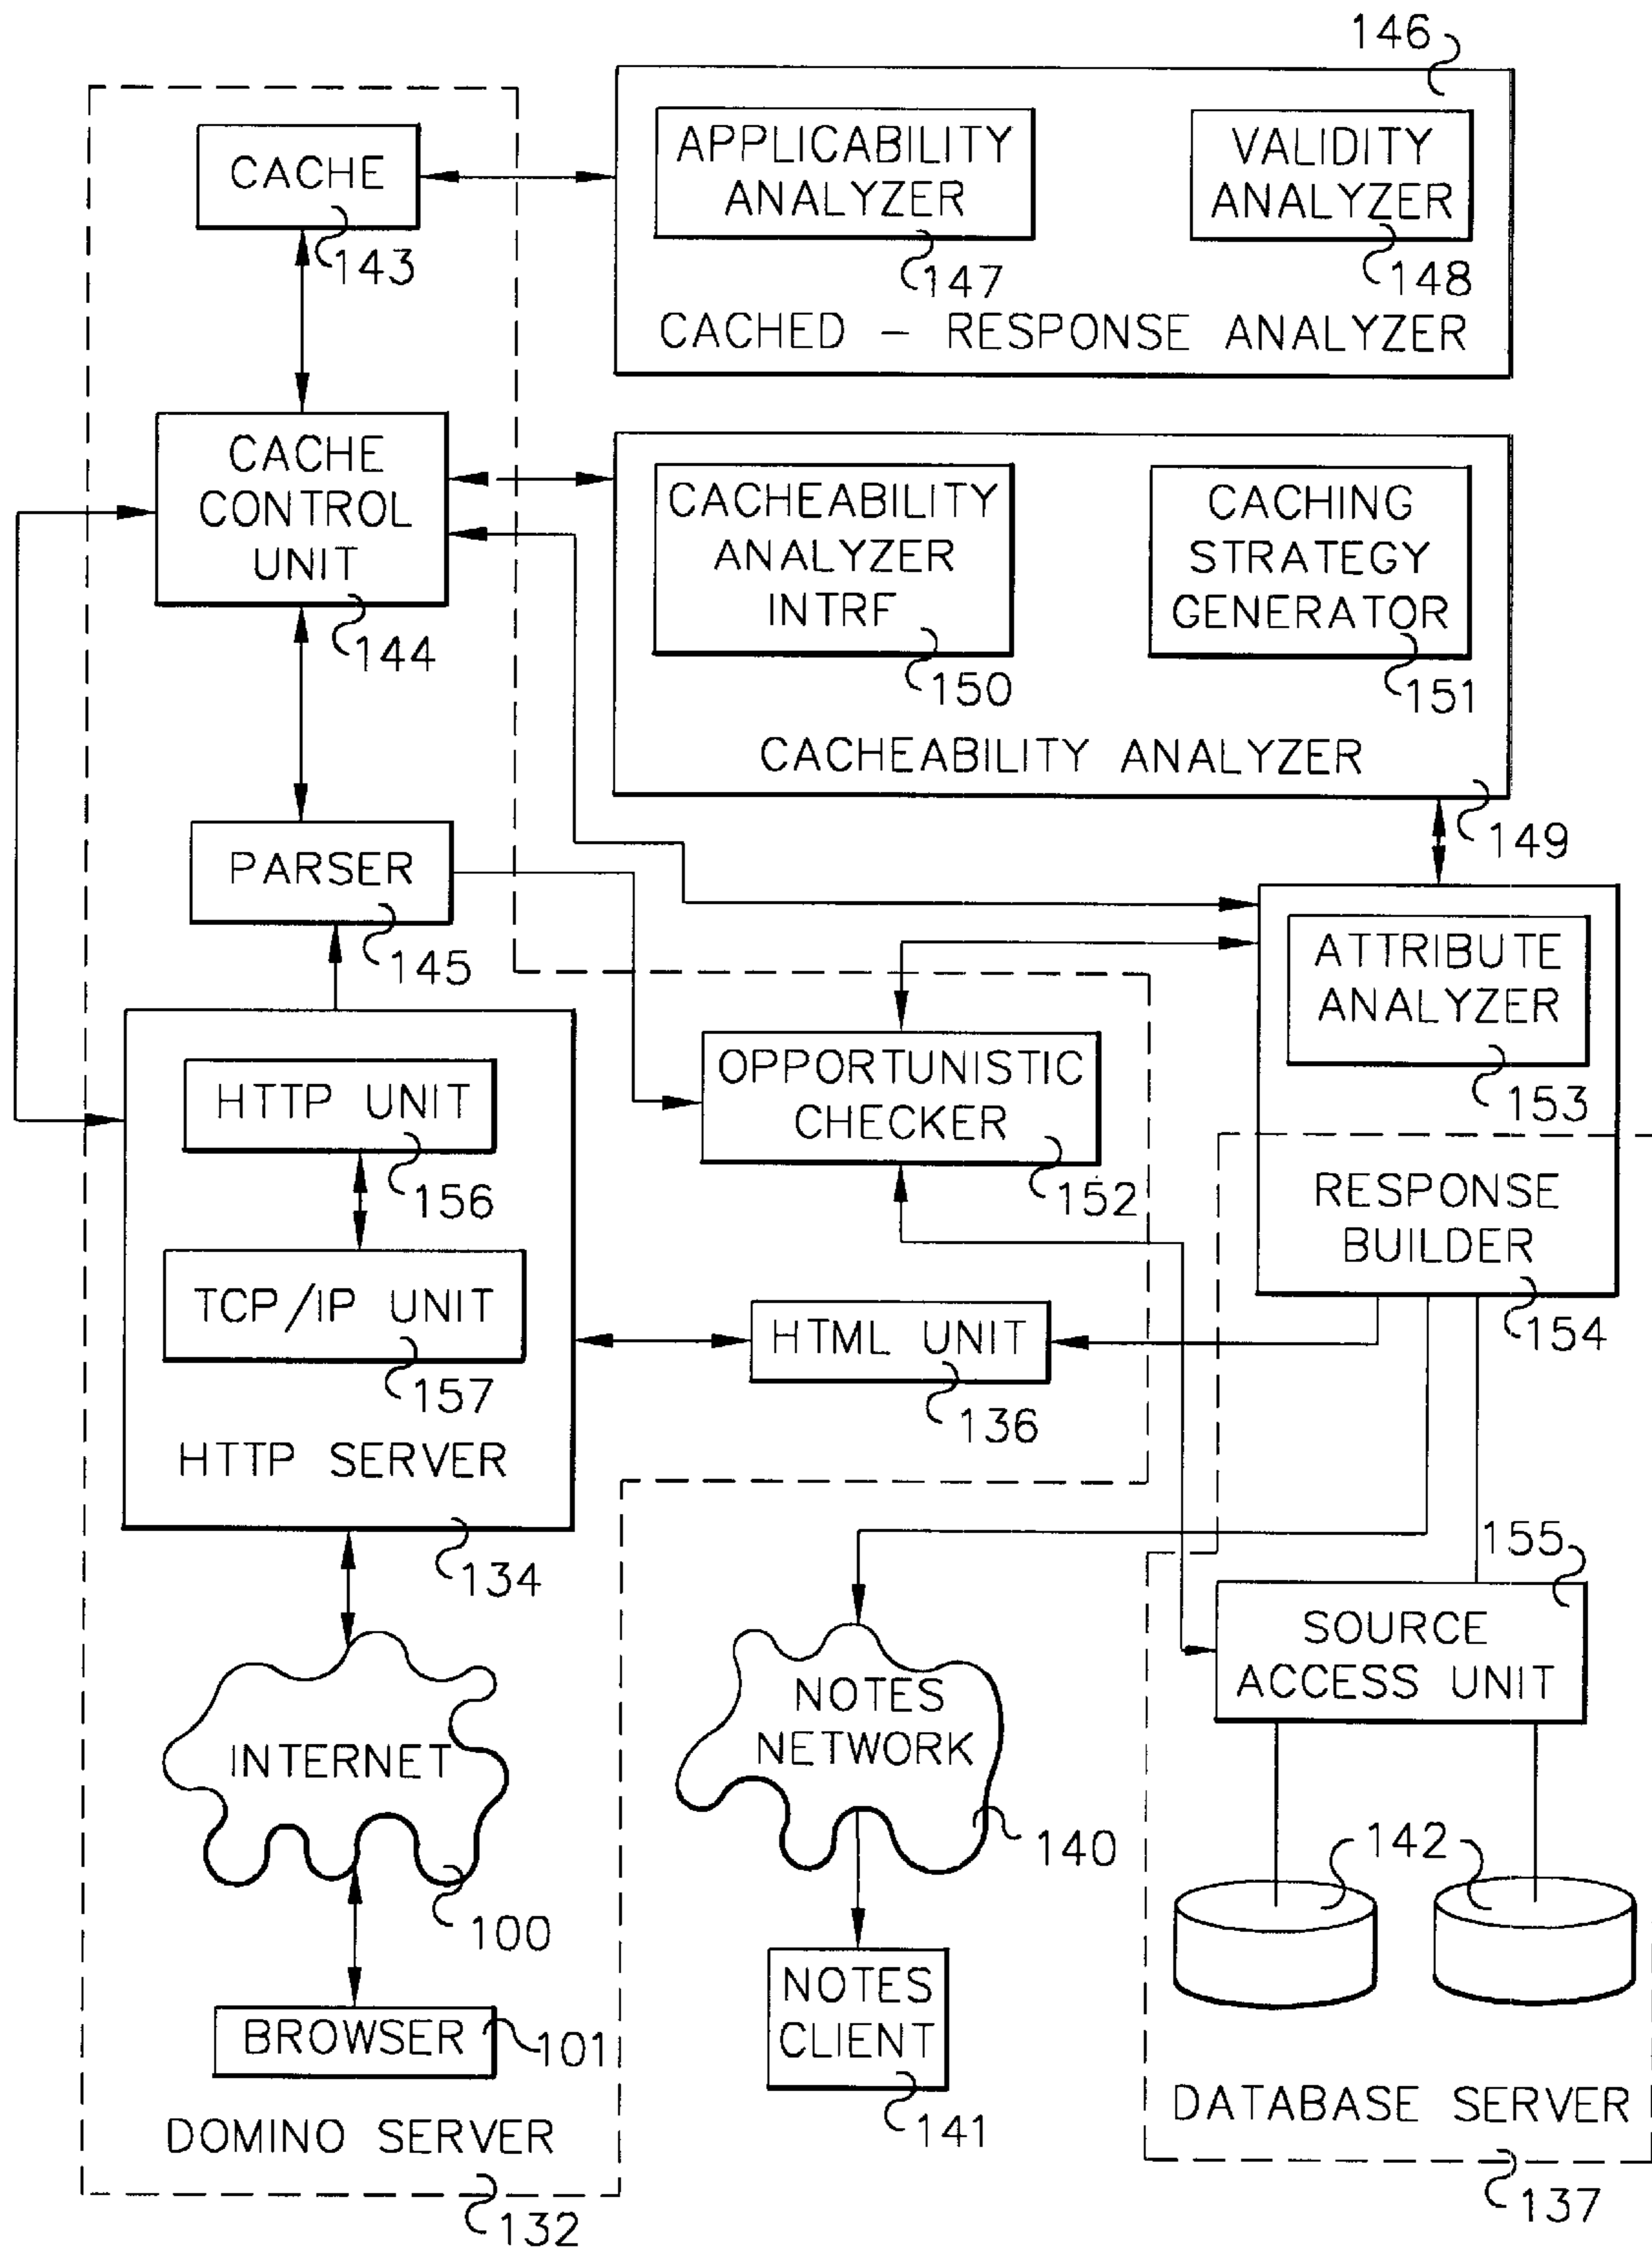 146
CACHE
143
APPLICABILITY
ANALYZER
147
VALIDITY
ANALYZER
148
CACHED - RESPONSE ANALYZER
CACHE
CONTROL
UNIT
144
CACHEABILITY
ANALYZER
INTRF
150
CACHING
STRATEGY
GENERATOR
151
CACHEABILITY ANALYZER
149
PARSER
145
ATTRIBUTE
ANALYZER
153
HTTP UNIT
156
OPPORTUNISTIC
CHECKER
152
RESPONSE
BUILDER
154
TCP/IP UNIT
157
HTML UNIT
136
HTTP SERVER
134
155
SOURCE
ACCESS UNIT
INTERNET
100
NOTES
NETWORK
140
142
BROWSER
101
NOTES
CLIENT
141
DOMINO SERVER
132
DATABASE SERVER
137